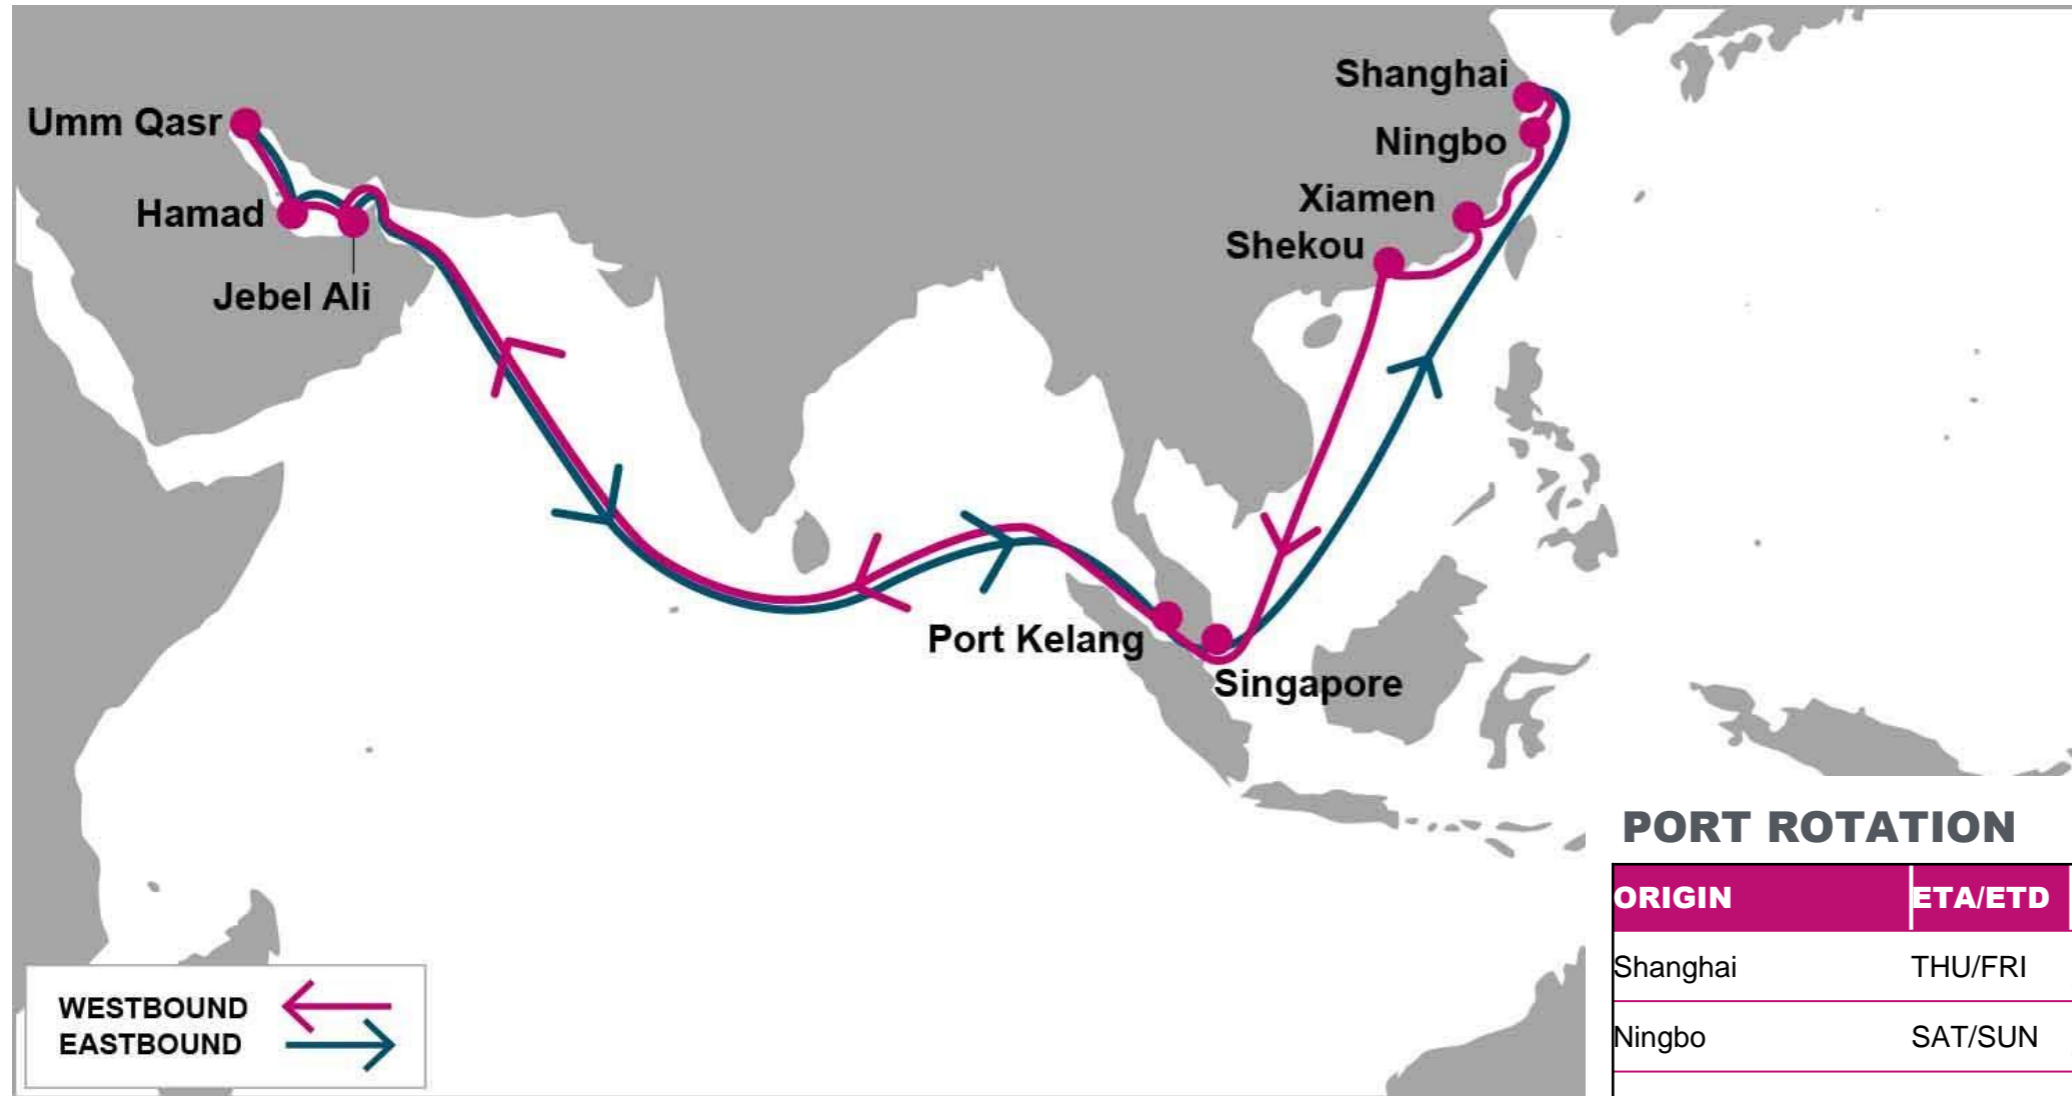 Shanghai
Umm Qasr
Ningbo
Xiamen
Hamad
Shekou
Jebel Ali
Port Kelang
Singapore
PORT ROTATION
ORIGIN ETA/ETD
Shanghai THU/FRI
Ningbo SAT/SUN
WESTBOUND
EASTBOUND